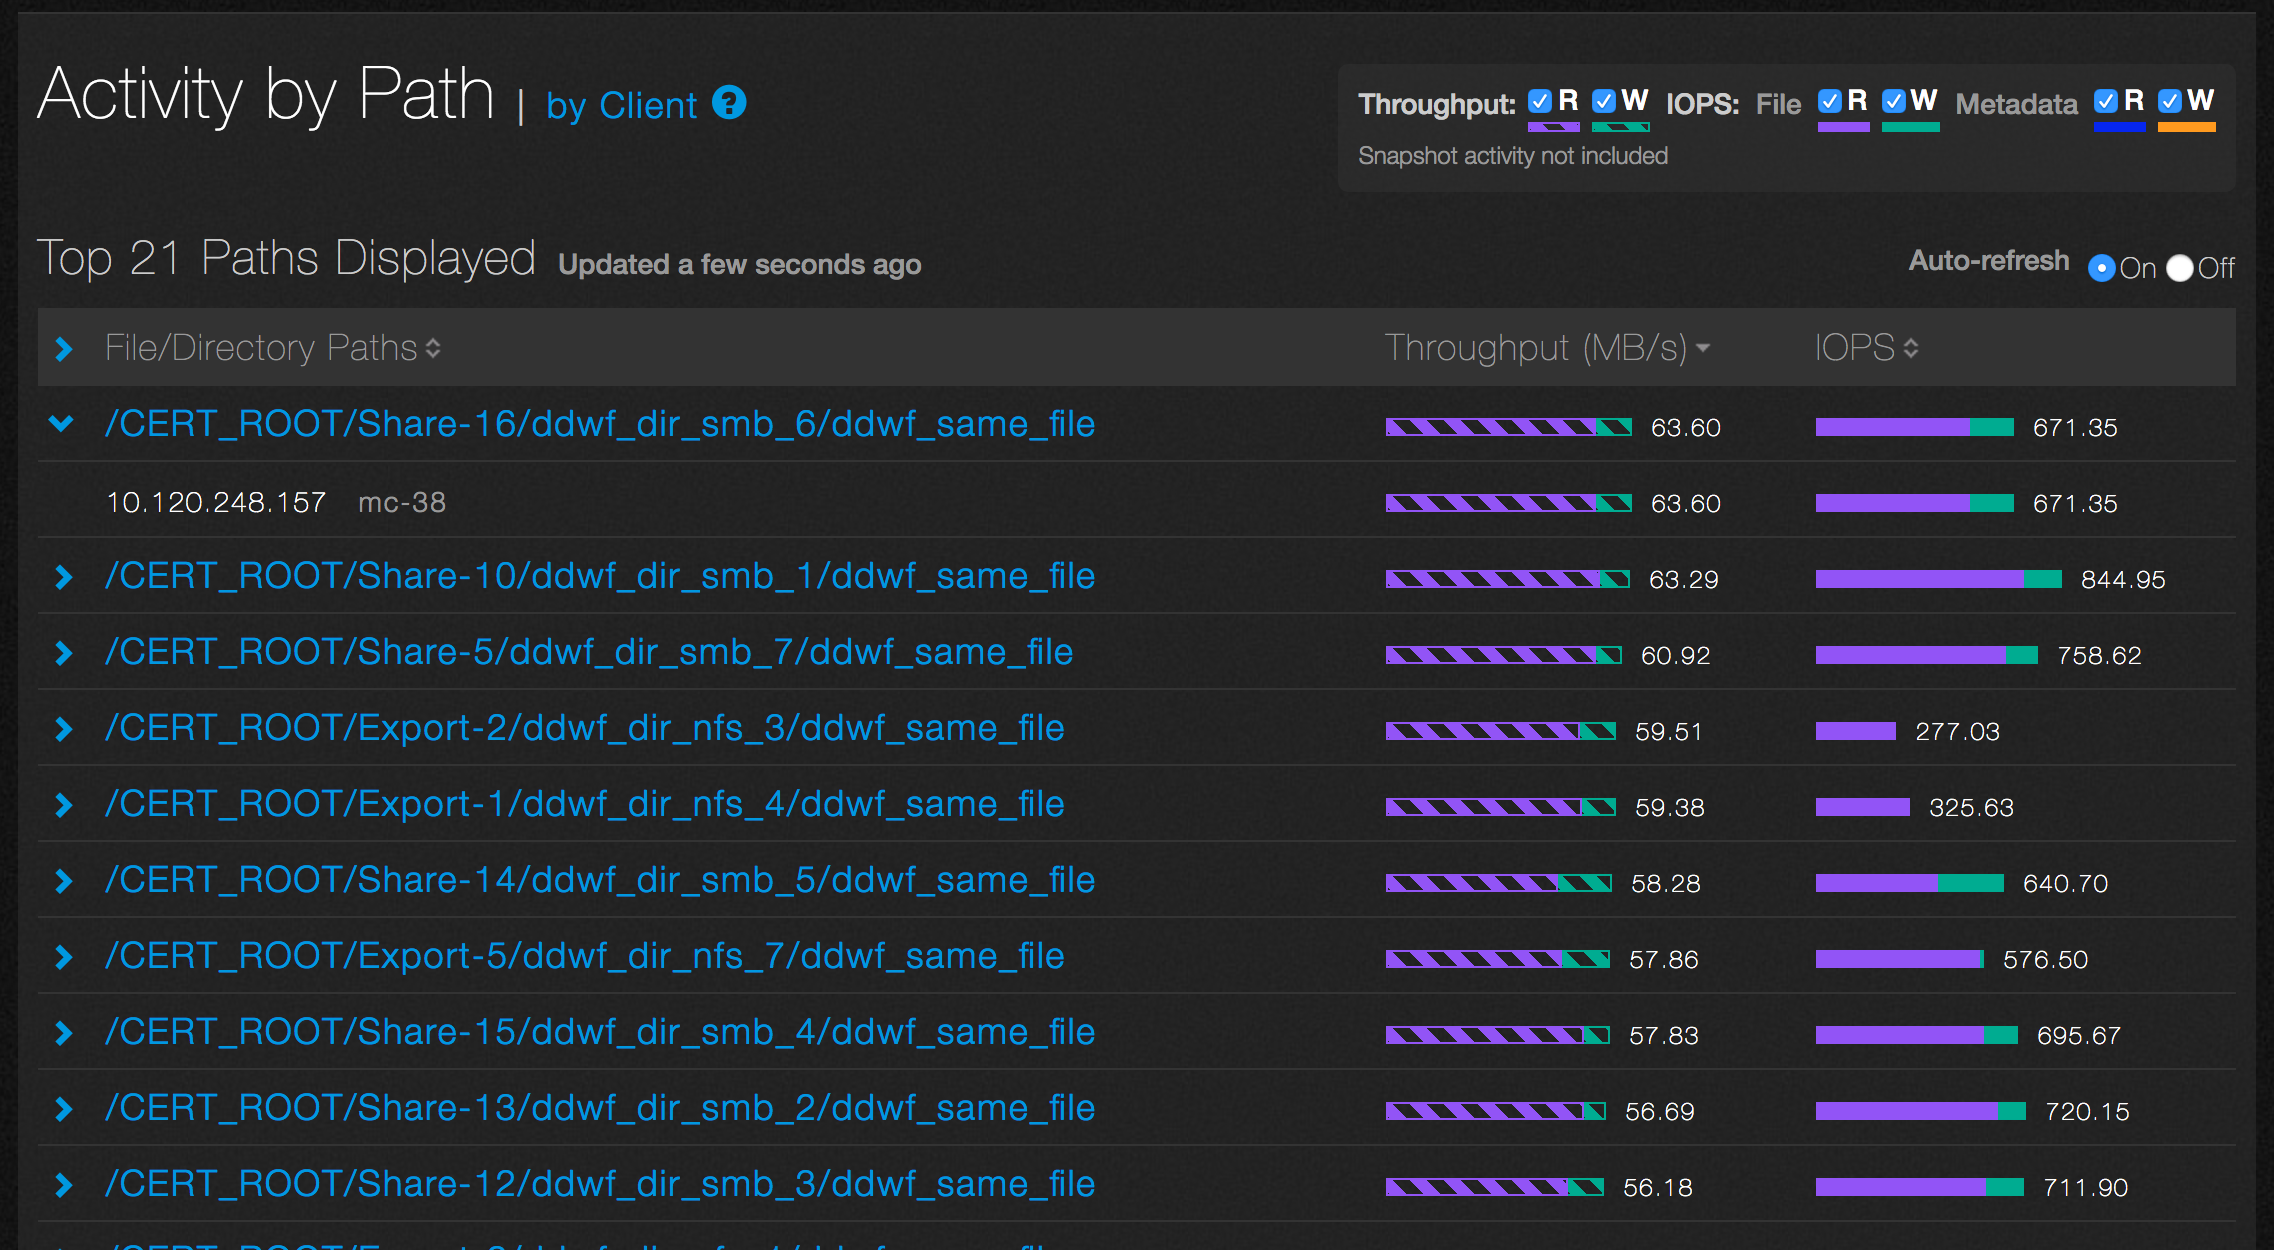 Activity by Path | by Client ?
Throughput: R W IOPS: File R W Metadata R W
Snapshot activity not included
Top 21 Paths Displayed Updated a few seconds ago
Auto-refresh On Off
File/Directory Paths Throughput (MB/s) IOPS
/CERT_ROOT/Share-16/ddwf_dir_smb_6/ddwf_same_file 63.60 671.35
10.120.248.157 mc-38 63.60 671.35
/CERT_ROOT/Share-10/ddwf_dir_smb_1/ddwf_same_file 63.29 844.95
/CERT_ROOT/Share-5/ddwf_dir_smb_7/ddwf_same_file 60.92 758.62
/CERT_ROOT/Export-2/ddwf_dir_nfs_3/ddwf_same_file 59.51 277.03
/CERT_ROOT/Export-1/ddwf_dir_nfs_4/ddwf_same_file 59.38 325.63
/CERT_ROOT/Share-14/ddwf_dir_smb_5/ddwf_same_file 58.28 640.70
/CERT_ROOT/Export-5/ddwf_dir_nfs_7/ddwf_same_file 57.86 576.50
/CERT_ROOT/Share-15/ddwf_dir_smb_4/ddwf_same_file 57.83 695.67
/CERT_ROOT/Share-13/ddwf_dir_smb_2/ddwf_same_file 56.69 720.15
/CERT_ROOT/Share-12/ddwf_dir_smb_3/ddwf_same_file 56.18 711.90